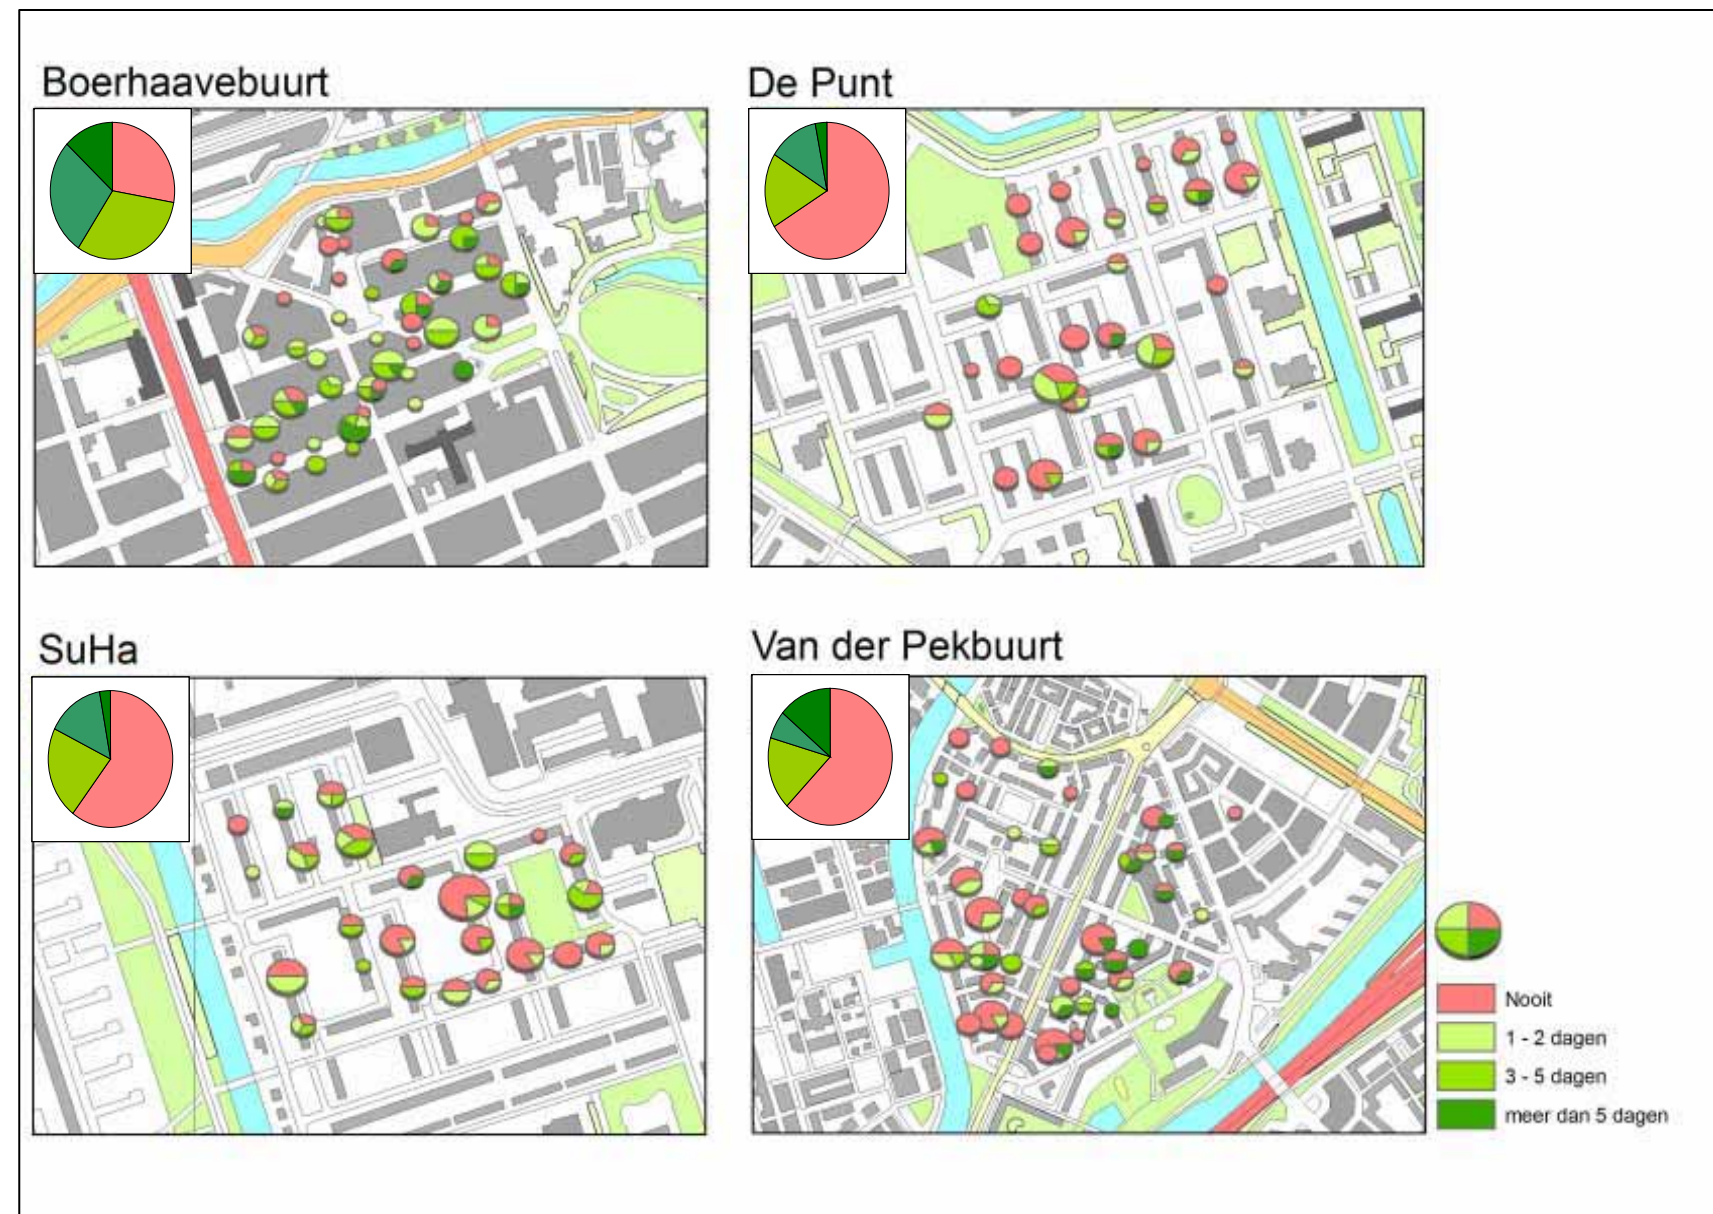 Boerhaavebuurt
De Punt
SuHa
Van der Pekbuurt
Nooit
1 - 2 dagen
3 - 5 dagen
meer dan 5 dagen